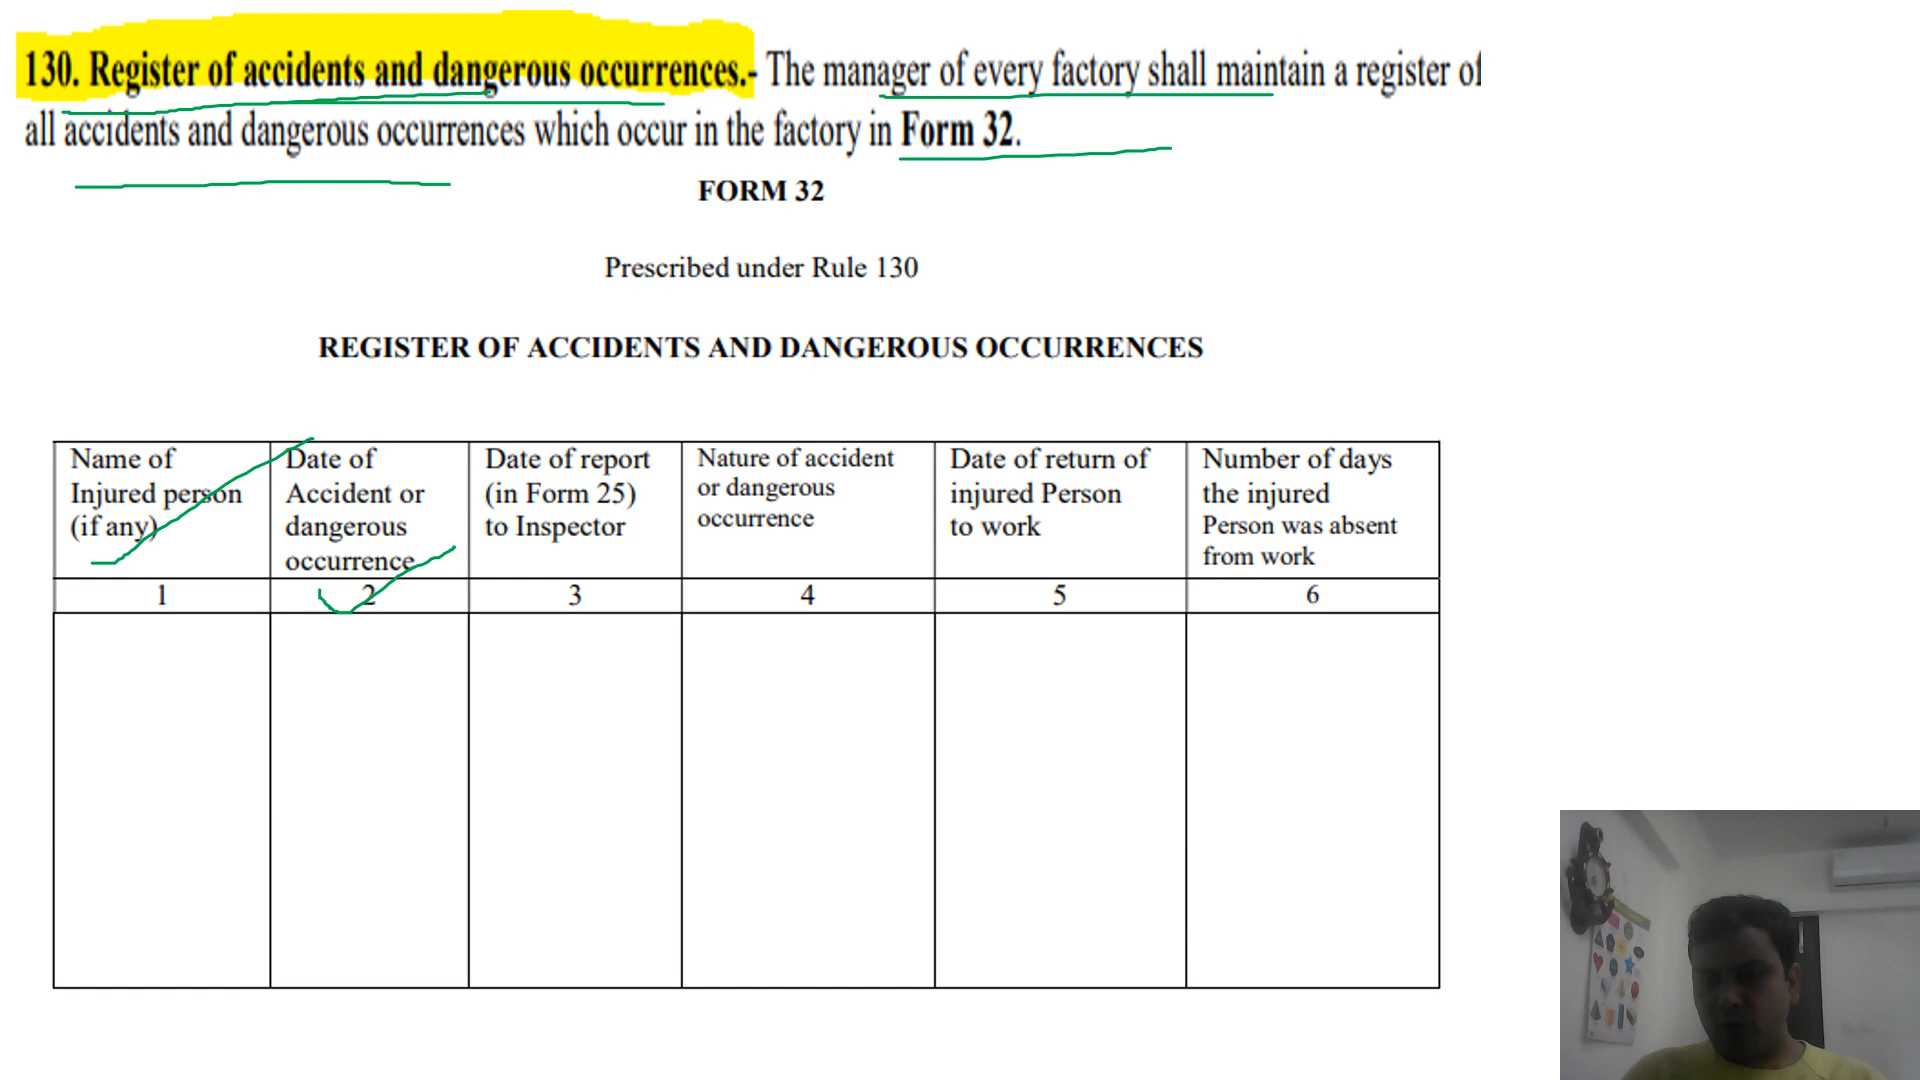 130. Register of accidents and dangerous occurrences.- The manager of every factory shall maintain a register of
all accidents and dangerous occurrences which occur in the factory in Form 32.
FORM 32
Prescribed under Rule 130
REGISTER OF ACCIDENTS AND DANGEROUS OCCURRENCES
Name of
Injured person
(if any)
Date of
Accident or
dangerous
occurrence
Date of report
(in Form 25)
to Inspector
Nature of accident
or dangerous
occurrence
Date of return of
injured Person
to work
Number of days
the injured
Person was absent
from work
1 2 3 4 5 6